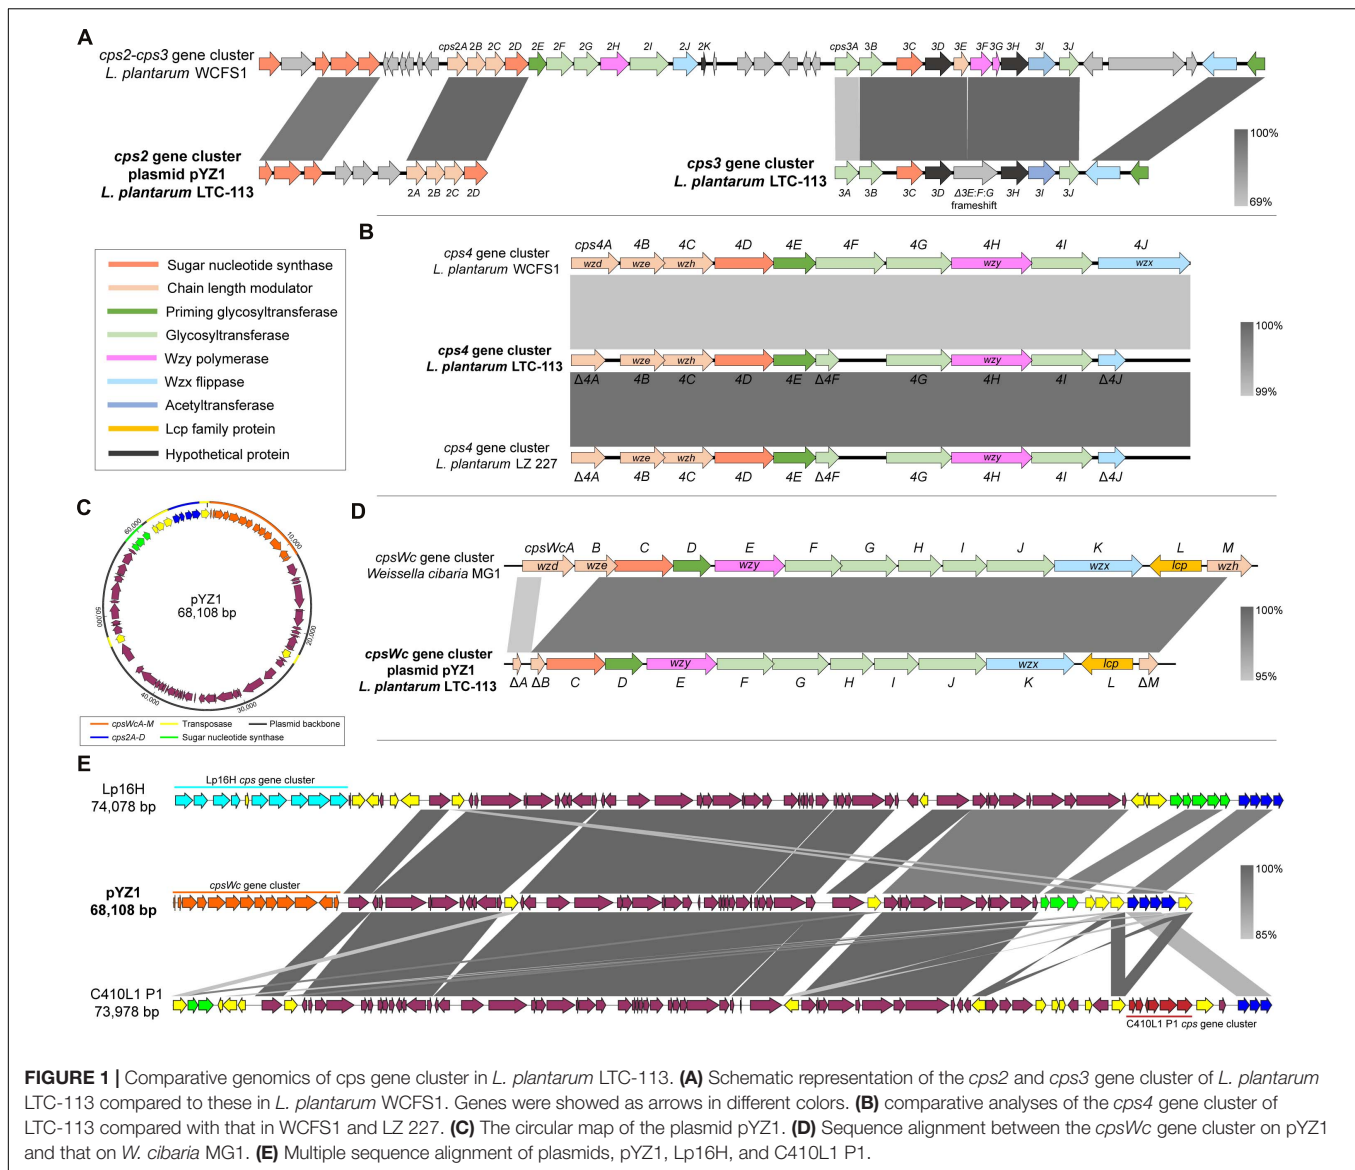 A
cps2-cps3 gene cluster
L. plantarum WCFS1
cps2A 2B 2C 2D 2E 2F 2G 2H 2I 2J 2K cps3A 3B 3C 3D 3E 3F 3G 3H 3I 3J
cps2 gene cluster
plasmid pYZ1
L. plantarum LTC-113
2A 2B 2C 2D
cps3 gene cluster
L. plantarum LTC-113
3A 3B 3C 3D Δ3E:F:G 3H 3I 3J
frameshift
100%
69%
Sugar nucleotide synthase
Chain length modulator
Priming glycosyltransferase
Glycosyltransferase
Wzy polymerase
Wzx flippase
Acetyltransferase
Lcp family protein
Hypothetical protein
B
cps4A 4B 4C 4D 4E 4F 4G 4H 4I 4J
cps4 gene cluster
L. plantarum WCFS1
wzd wze wzh wzy wzx
cps4 gene cluster
L. plantarum LTC-113
wze wzh wzy
Δ4A 4B 4C 4D 4E Δ4F 4G 4H 4I Δ4J
cps4 gene cluster
L. plantarum LZ 227
wze wzh wzy
Δ4A 4B 4C 4D 4E Δ4F 4G 4H 4I Δ4J
100%
99%
C
10,000
20,000
30,000
40,000
50,000
60,000
pYZ1
68,108 bp
cpsWcA-M Transposase Plasmid backbone
cps2A-D Sugar nucleotide synthase
D
cpsWcA B C D E F G H I J K L M
cpsWc gene cluster
Weissella cibaria MG1
wzd wze wzy wzx lcp wzh
cpsWc gene cluster
plasmid pYZ1
L. plantarum LTC-113
wzy wzx lcp
ΔA ΔB C D E F G H I J K L ΔM
100%
95%
E
Lp16H cps gene cluster
Lp16H
74,078 bp
cpsWc gene cluster
pYZ1
68,108 bp
C410L1 P1
73,978 bp
C410L1 P1 cps gene cluster
100%
85%
FIGURE 1 | Comparative genomics of cps gene cluster in L. plantarum LTC-113. (A) Schematic representation of the cps2 and cps3 gene cluster of L. plantarum
LTC-113 compared to these in L. plantarum WCFS1. Genes were showed as arrows in different colors. (B) comparative analyses of the cps4 gene cluster of
LTC-113 compared with that in WCFS1 and LZ 227. (C) The circular map of the plasmid pYZ1. (D) Sequence alignment between the cpsWc gene cluster on pYZ1
and that on W. cibaria MG1. (E) Multiple sequence alignment of plasmids, pYZ1, Lp16H, and C410L1 P1.